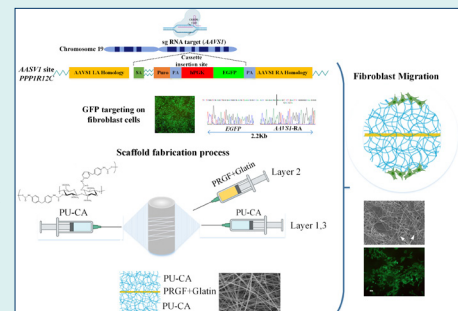 sg RNA target (AAVS1)
Chromosome 19
Cassette
insertion site
AASV1 site
PPP1R12C
AAVS1 LA Homology
SA
Puro
PA
EGFP
PA
AAVS1 RA Homology
GFP targeting on
fibroblast cells
EGFP
AAVS1-RA
2.2Kb
Scaffold fabrication process
PRGF+Glatin
Layer 2
PU-CA
PU-CA
Layer 1,3
PU-CA
PRGF+Glatin
PU-CA
Fibroblast Migration